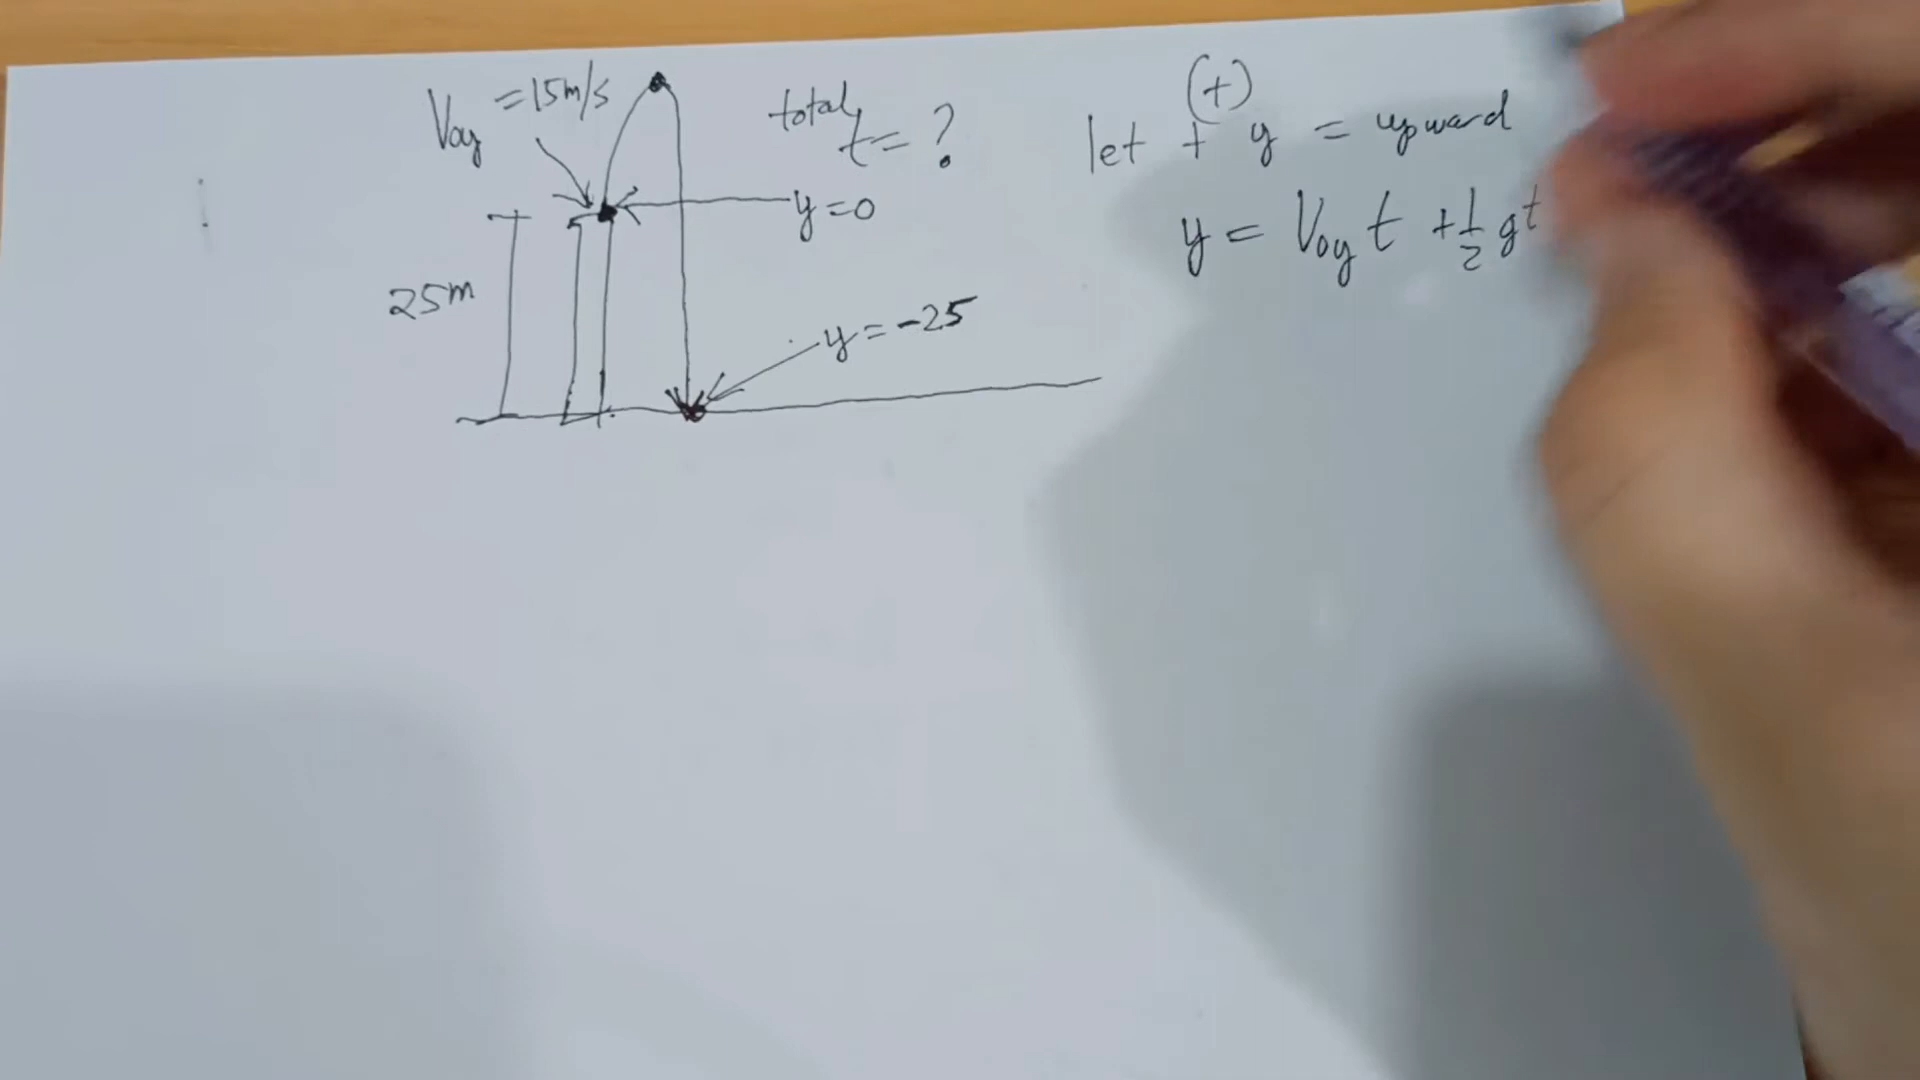 Voy = 15m/s
total t = ?
y = 0
25m
y = -25
(+)
let + y = upward
y = Voy t + 1/2 gt